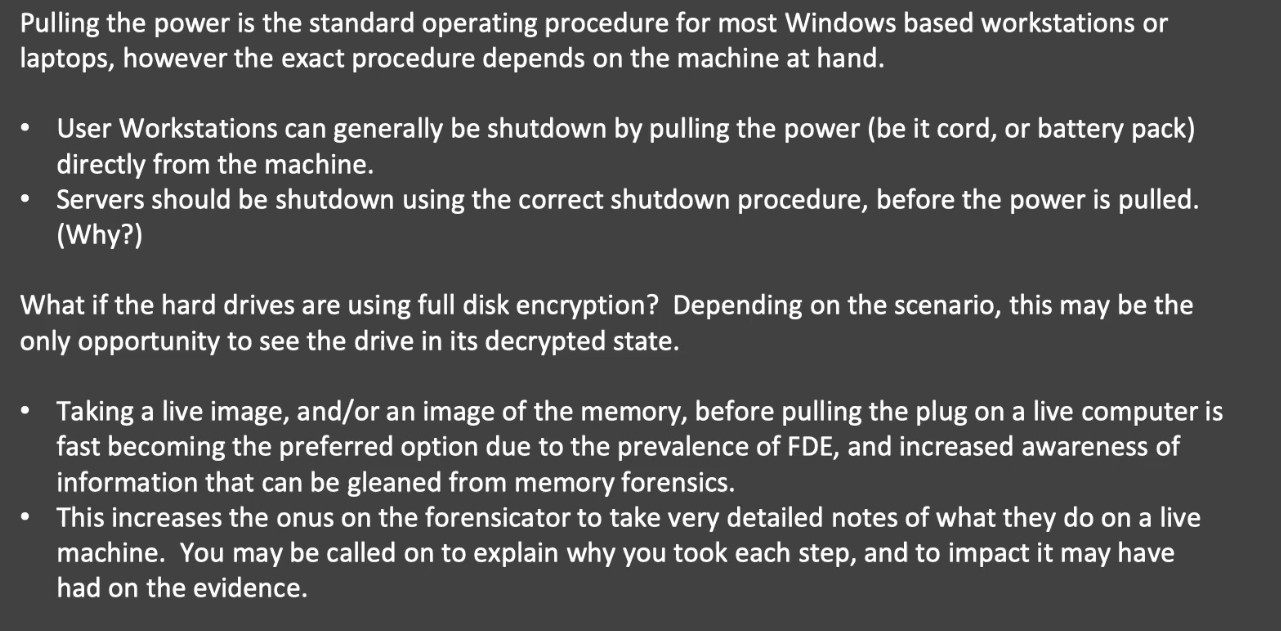 Pulling the power is the standard operating procedure for most Windows based workstations or
laptops, however the exact procedure depends on the machine at hand.
• User Workstations can generally be shutdown by pulling the power (be it cord, or battery pack)
directly from the machine.
• Servers should be shutdown using the correct shutdown procedure, before the power is pulled.
(Why?)
What if the hard drives are using full disk encryption?  Depending on the scenario, this may be the
only opportunity to see the drive in its decrypted state.
• Taking a live image, and/or an image of the memory, before pulling the plug on a live computer is
fast becoming the preferred option due to the prevalence of FDE, and increased awareness of
information that can be gleaned from memory forensics.
• This increases the onus on the forensicator to take very detailed notes of what they do on a live
machine.  You may be called on to explain why you took each step, and to impact it may have
had on the evidence.